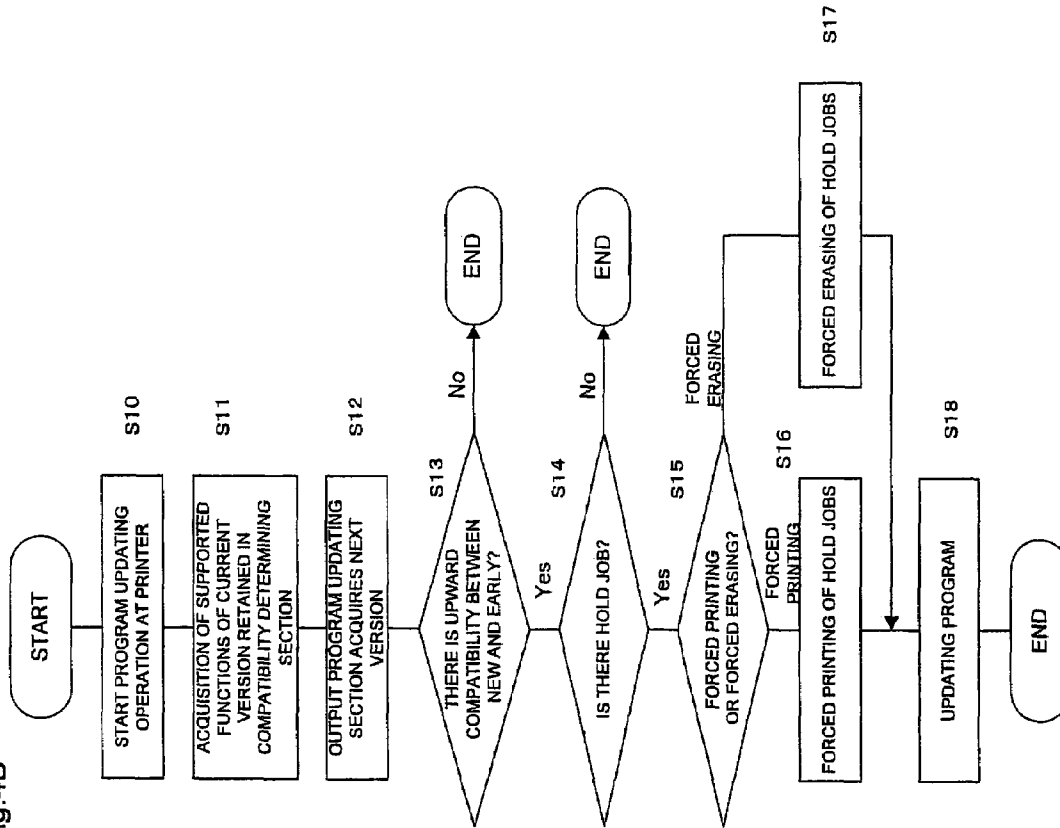 ig.4B
START
START PROGRAM UPDATING
OPERATION AT PRINTER
S10
ACQUISITION OF SUPPORTED
FUNCTIONS OF CURRENT
VERSION RETAINED IN
COMPATIBILITY DETERMINING
SECTION
S11
OUTPUT PROGRAM UPDATING
SECTION ACQUIRES NEXT
VERSION
S12
THERE IS UPWARD
COMPATIBILITY BETWEEN
NEW AND EARLY?
S13
No
END
Yes
IS THERE HOLD JOB?
S14
No
END
Yes
FORCED PRINTING
OR FORCED ERASING?
S15
FORCED
ERASING
FORCED
PRINTING
S16
FORCED PRINTING OF HOLD JOBS
FORCED ERASING OF HOLD JOBS
S17
UPDATING PROGRAM
S18
END